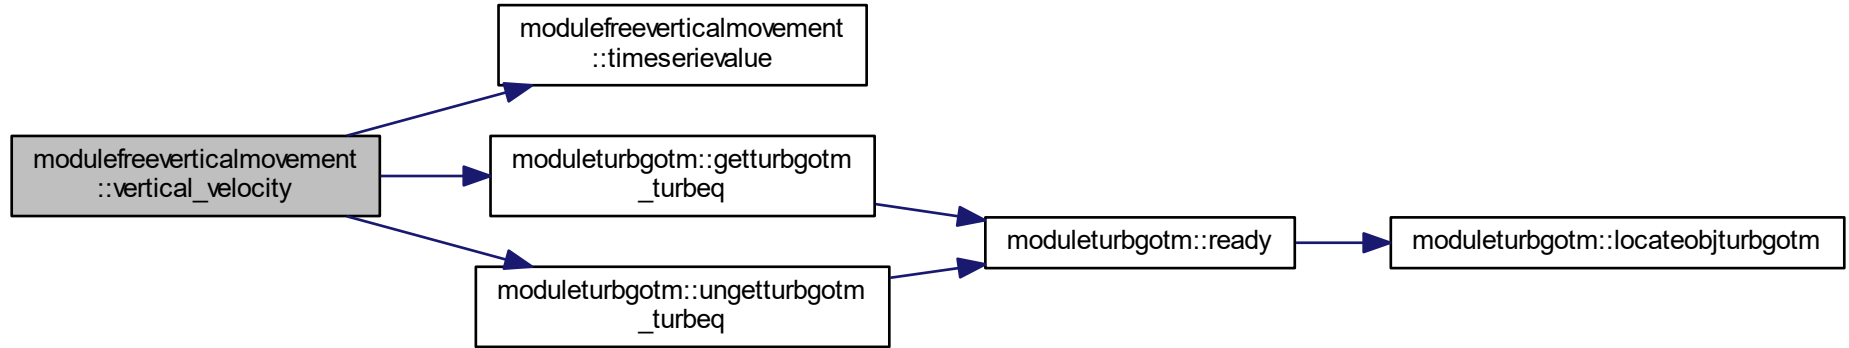 modulefreeverticalmovement
::timeserievalue
modulefreeverticalmovement
::vertical_velocity
moduleturbgotm::getturbgotm
_turbeq
moduleturbgotm::ungetturbgotm
_turbeq
moduleturbgotm::ready
moduleturbgotm::locateobjturbgotm